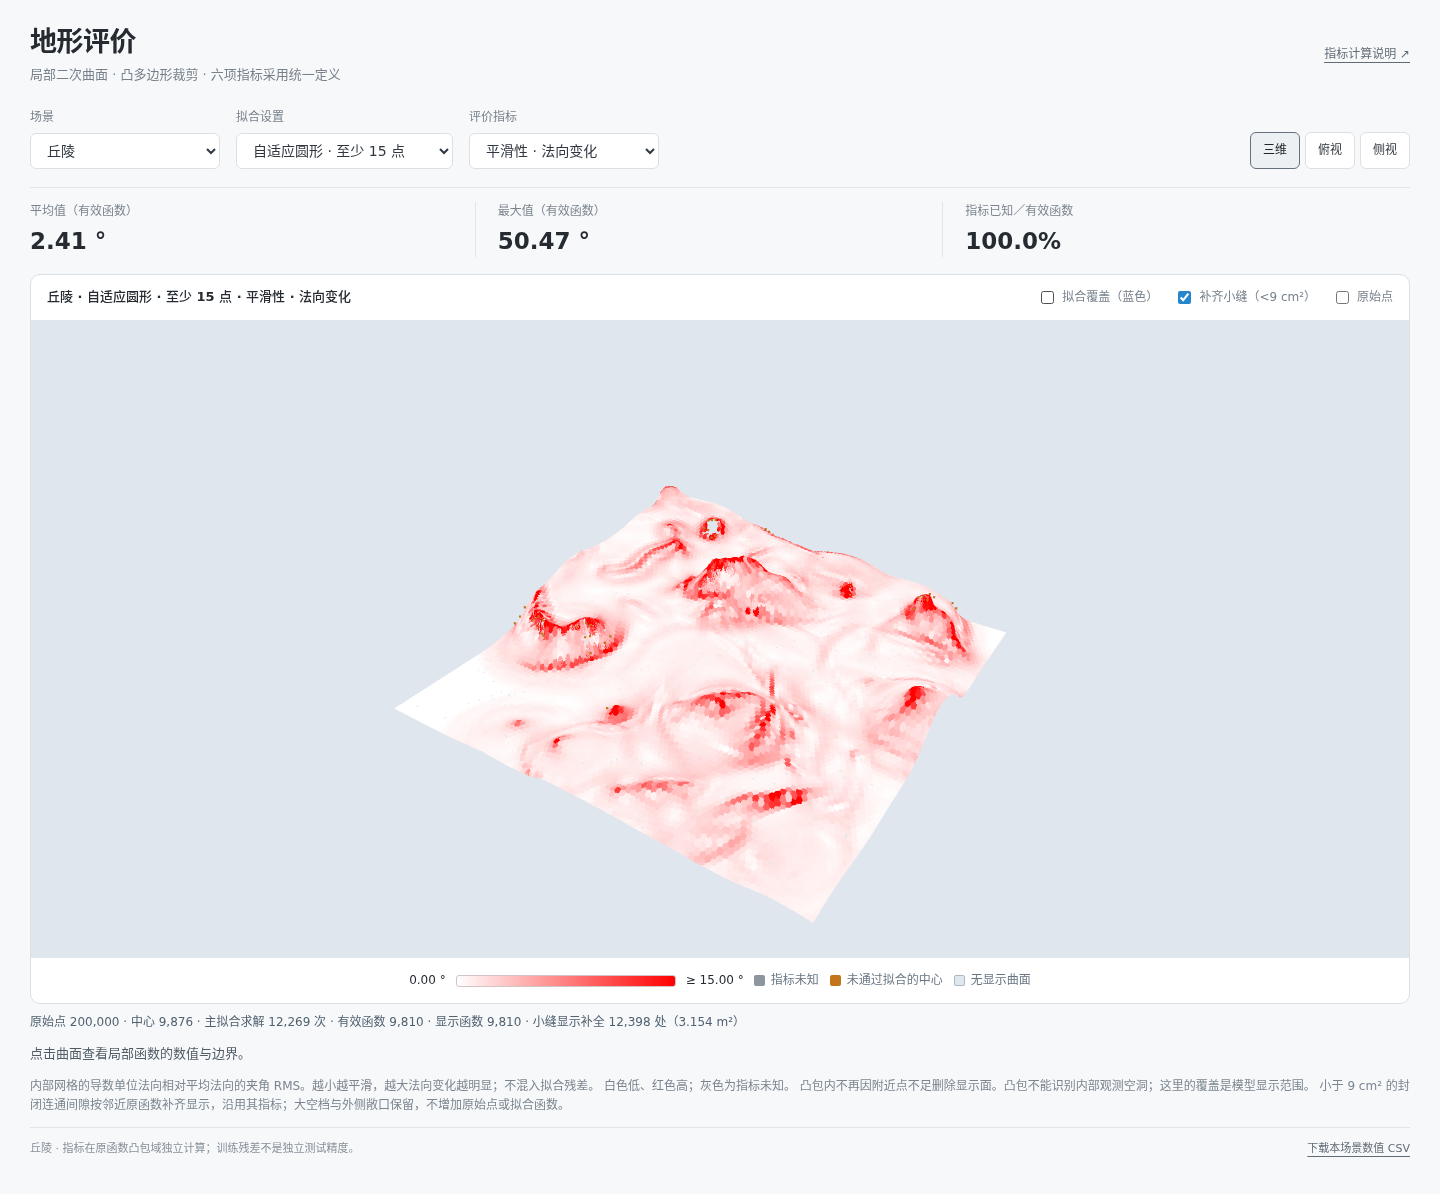 地形评价
指标计算说明 ↗
局部二次曲面 · 凸多边形裁剪 · 六项指标采用统一定义
场景
拟合设置
评价指标
丘陵
自适应圆形 · 至少 15 点
平滑性 · 法向变化
三维
俯视
侧视
平均值（有效函数）
最大值（有效函数）
指标已知／有效函数
2.41 °
50.47 °
100.0%
丘陵 · 自适应圆形 · 至少 15 点 · 平滑性 · 法向变化
拟合覆盖（蓝色）
补齐小缝（<9 cm²）
原始点
0.00 °
≥ 15.00 °
指标未知
未通过拟合的中心
无显示曲面
原始点 200,000 · 中心 9,876 · 主拟合求解 12,269 次 · 有效函数 9,810 · 显示函数 9,810 · 小缝显示补全 12,398 处（3.154 m²）
点击曲面查看局部函数的数值与边界。
内部网格的导数单位法向相对平均法向的夹角 RMS。越小越平滑，越大法向变化越明显；不混入拟合残差。 白色低、红色高；灰色为指标未知。 凸包内不再因附近点不足删除显示面。凸包不能识别内部观测空洞；这里的覆盖是模型显示范围。 小于 9 cm² 的封
闭连通间隙按邻近原函数补齐显示，沿用其指标；大空档与外侧敞口保留，不增加原始点或拟合函数。
丘陵 · 指标在原函数凸包域独立计算；训练残差不是独立测试精度。
下载本场景数值 CSV